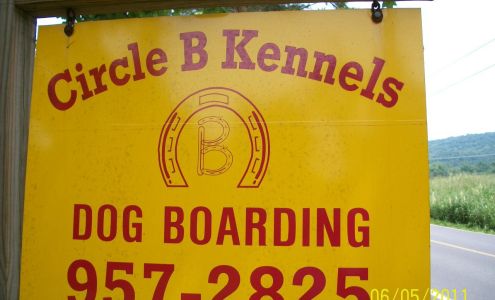 Circle B Kennels
B
DOG BOARDING
957-2825
06/05/2011